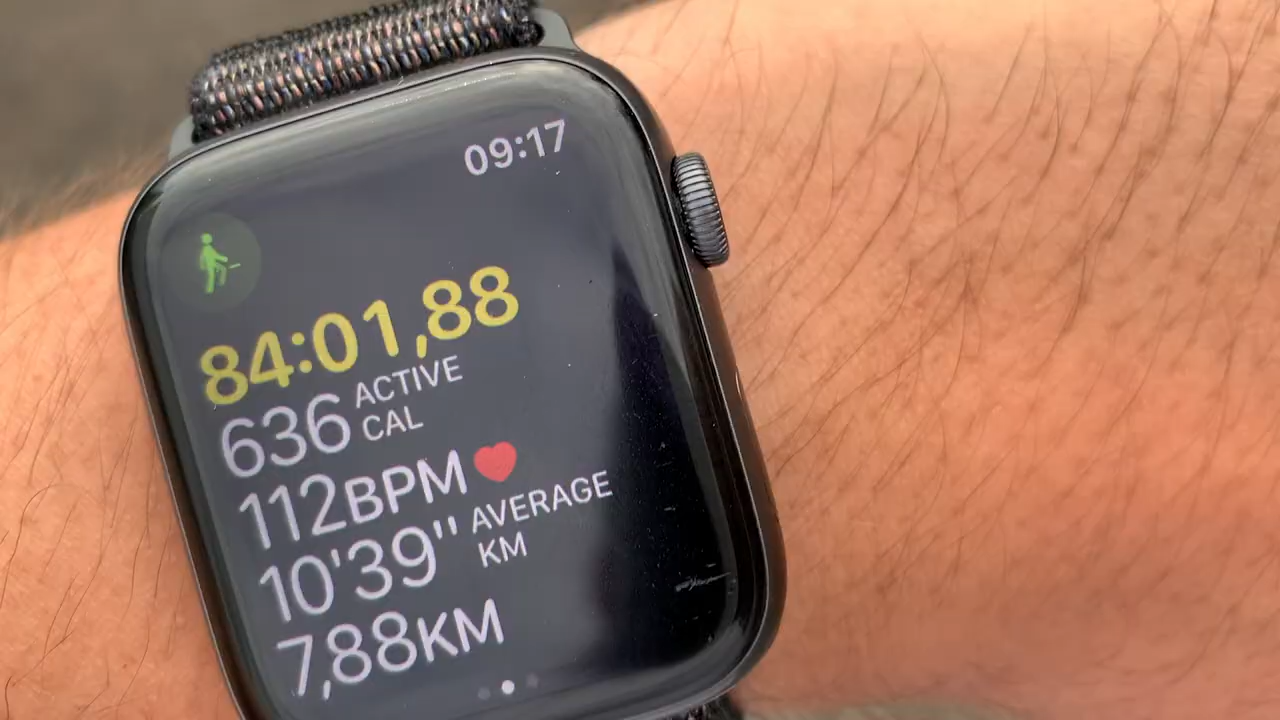 09:17
84:01,88
636 ACTIVE CAL
112BPM
10'39" AVERAGE KM
7,88KM